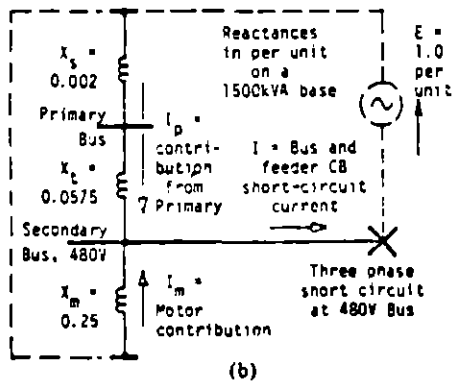 X_s =
0.002
Primary
Bus
X_t =
0.0575
Secondary
Bus, 480V
X_m =
0.25
I_p =
contri-
bution
from
Primary
I_m =
Motor
contribution
Reactances
in per unit
on a
1500kVA base
I = Bus and
feeder CB
short-circuit
current
E =
1.0
per
unit
Three phase
short circuit
at 480V Bus
(b)